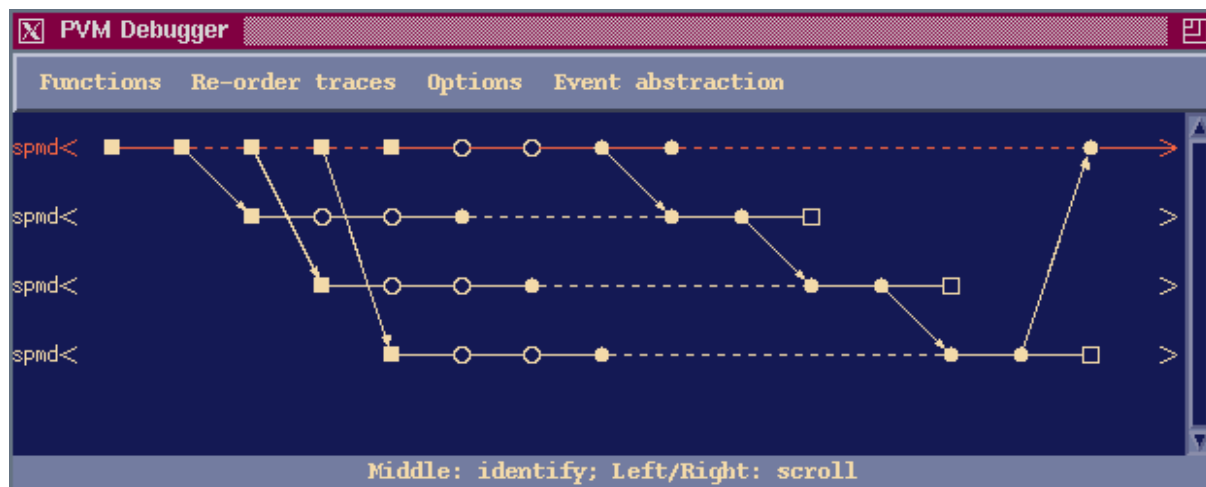 PVM Debugger
Functions Re-order traces Options Event abstraction
spmd<
spmd<
spmd<
spmd<
Middle: identify; Left/Right: scroll